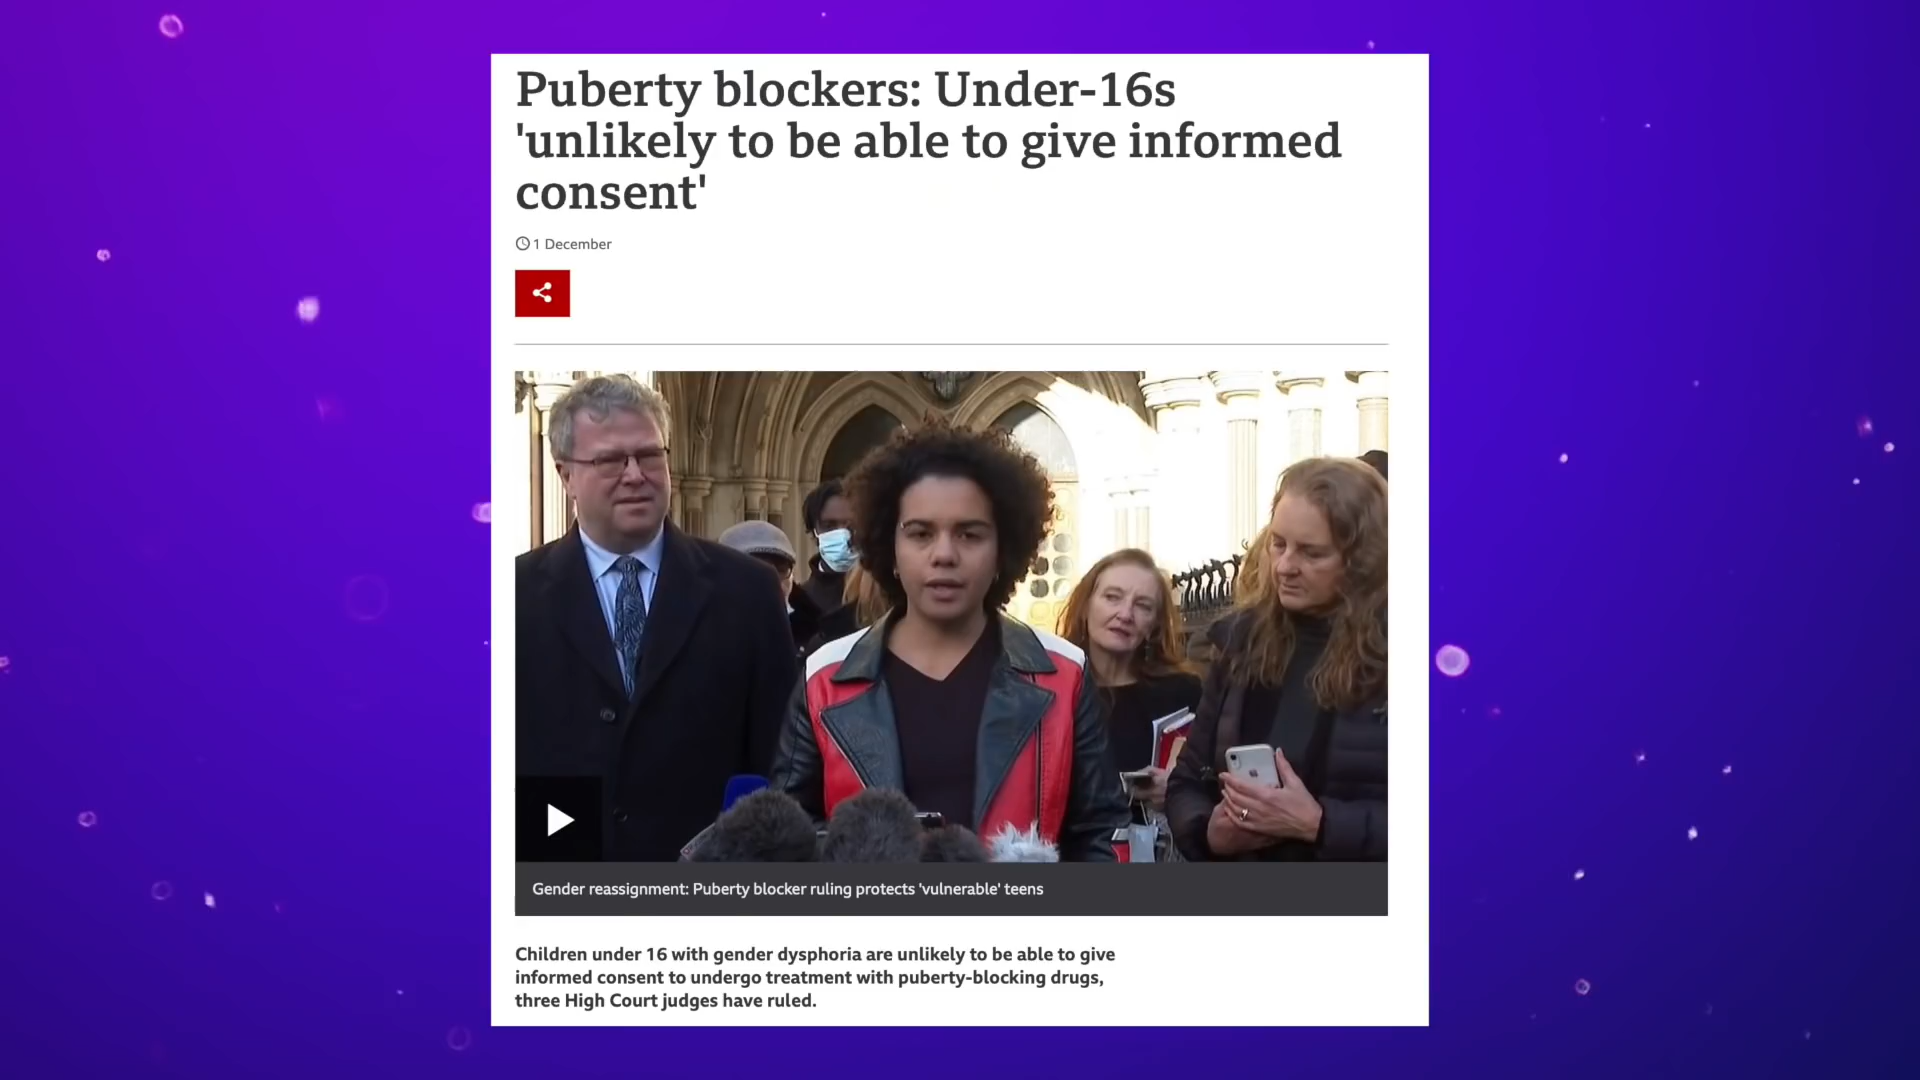 Puberty blockers: Under-16s
'unlikely to be able to give informed
consent'
1 December
Gender reassignment: Puberty blocker ruling protects 'vulnerable' teens
Children under 16 with gender dysphoria are unlikely to be able to give
informed consent to undergo treatment with puberty-blocking drugs,
three High Court judges have ruled.